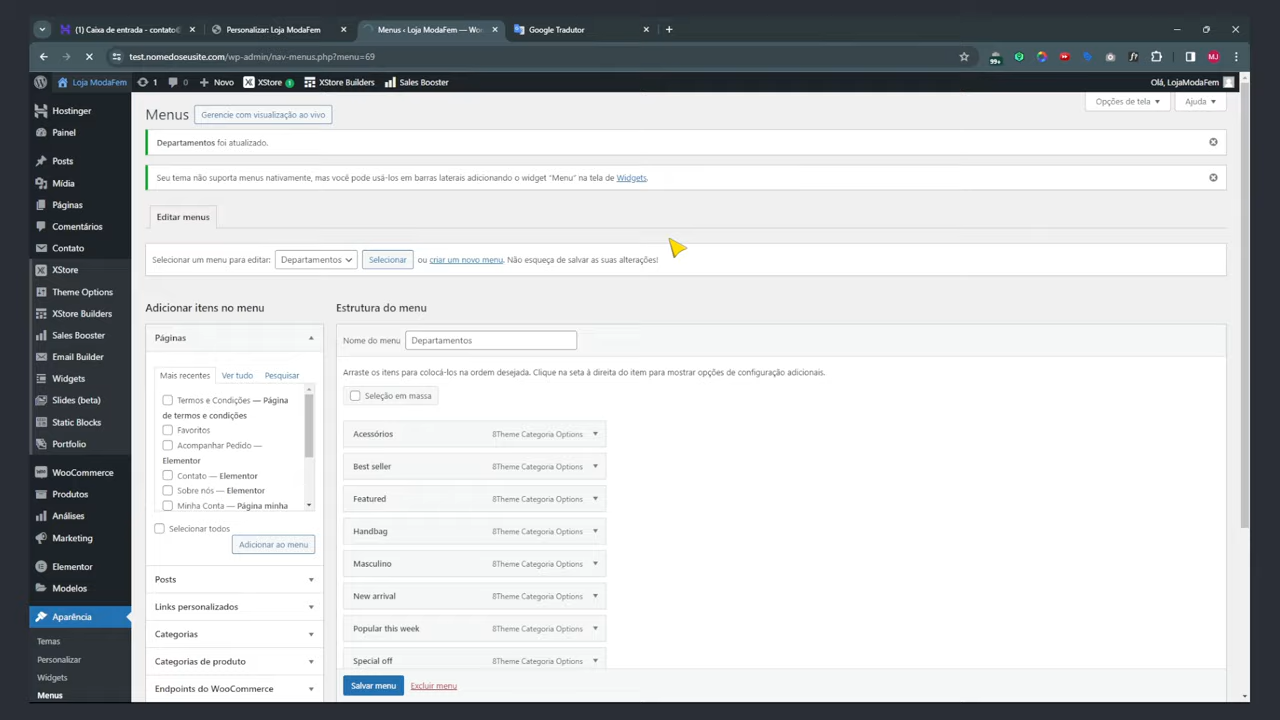 (1) Caixa de entrada - contato©
Personalizar: Loja ModaFem
Menus ‹ Loja ModaFem — Wo
Google Tradutor
test.nomedoseusite.com/wp-admin/nav-menus.php?menu=69
99+
MJ
Loja ModaFem
1
Novo
XStore
XStore Builders
Sales Booster
Olá, LojaModaFem
Hostinger
Painel
Posts
Mídia
Páginas
Comentários
Contato
XStore
Theme Options
XStore Builders
Sales Booster
Email Builder
Widgets
Slides (beta)
Static Blocks
Portfolio
WooCommerce
Produtos
Análises
Marketing
Elementor
Modelos
Aparência
Temas
Personalizar
Widgets
Menus
Opções de tela
Ajuda
Menus
Gerencie com visualização ao vivo
Departamentos foi atualizado.
Seu tema não suporta menus nativamente, mas você pode usá-los em barras laterais adicionando o widget "Menu" na tela de Widgets.
Editar menus
Selecionar um menu para editar: Departamentos Selecionar ou criar um novo menu. Não esqueça de salvar as suas alterações!
Adicionar itens no menu
Páginas
Mais recentes Ver tudo Pesquisar
Termos e Condições — Página
de termos e condições
Favoritos
Acompanhar Pedido —
Elementor
Contato — Elementor
Sobre nós — Elementor
Minha Conta — Página minha
Selecionar todos
Adicionar ao menu
Posts
Links personalizados
Categorias
Categorias de produto
Endpoints do WooCommerce
Estrutura do menu
Nome do menu Departamentos
Arraste os itens para colocá-los na ordem desejada. Clique na seta à direita do item para mostrar opções de configuração adicionais.
Seleção em massa
Acessórios 8Theme Categoria Options
Best seller 8Theme Categoria Options
Featured 8Theme Categoria Options
Handbag 8Theme Categoria Options
Masculino 8Theme Categoria Options
New arrival 8Theme Categoria Options
Popular this week 8Theme Categoria Options
Special off 8Theme Categoria Options
Salvar menu Excluir menu